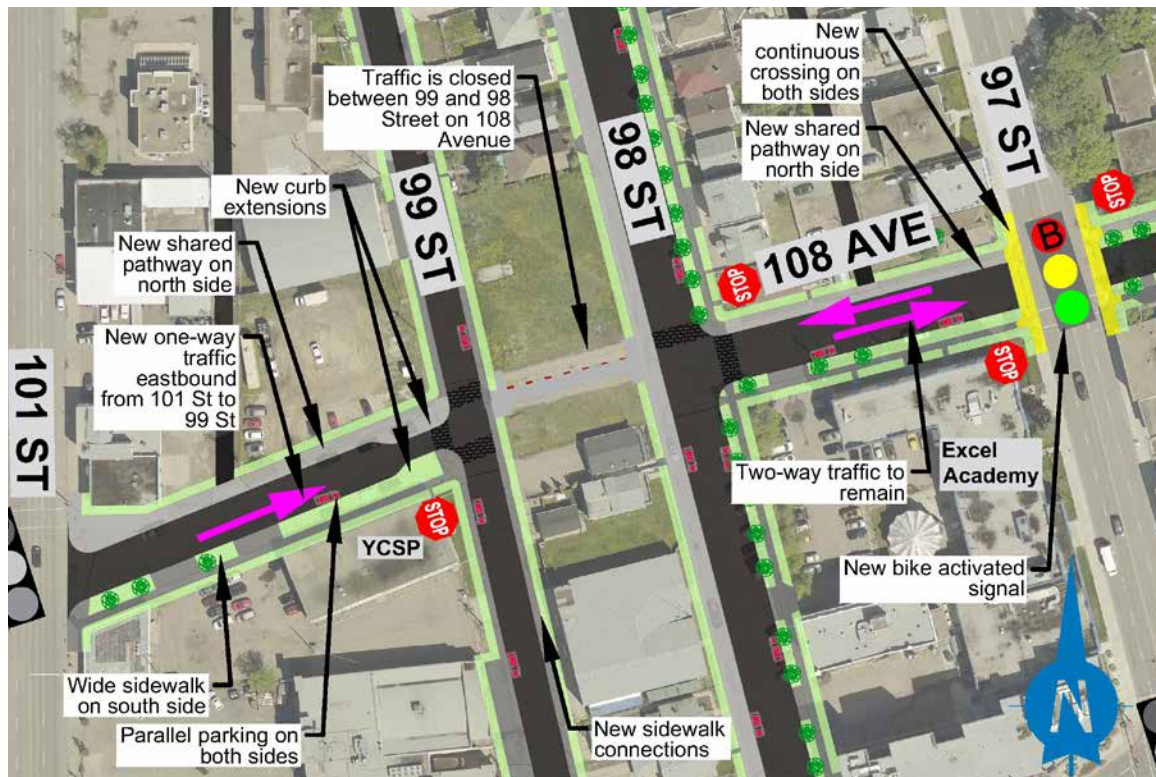 Traffic is closed
between 99 and 98
Street on 108
Avenue
New
continuous
crossing on
both sides
New shared
pathway on
north side
97 ST
STOP
New curb
extensions
99 ST
98 ST
108 AVE
B
STOP
New shared
pathway on
north side
New one-way
traffic
eastbound
from 101 St to
99 St
101 ST
STOP
Two-way traffic to
remain
Excel
Academy
STOP
YCSP
New bike activated
signal
Wide sidewalk
on south side
Parallel parking on
both sides
New sidewalk
connections
N